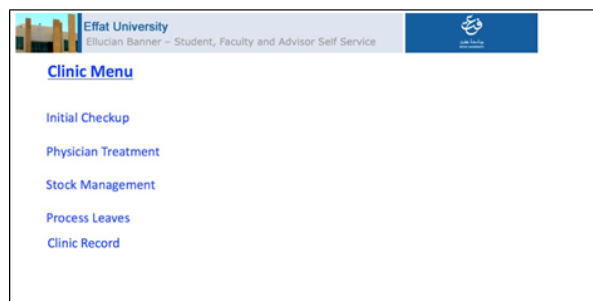 Effat University
Ellucian Banner – Student, Faculty and Advisor Self Service
Clinic Menu
Initial Checkup
Physician Treatment
Stock Management
Process Leaves
Clinic Record